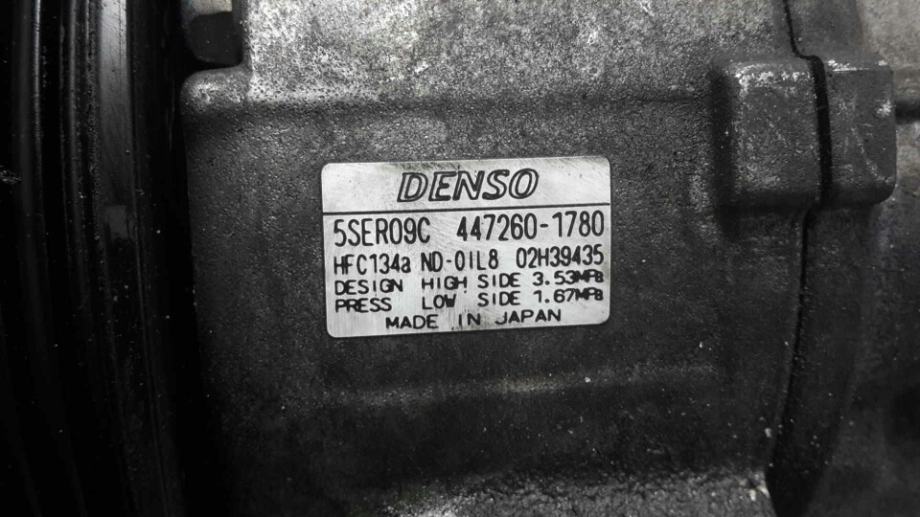 DENSO
5SER09C 447260-1780
HFC134a ND-OIL8 02H39435
DESIGN HIGH SIDE 3.53MPa
PRESS LOW SIDE 1.67MPa
MADE IN JAPAN